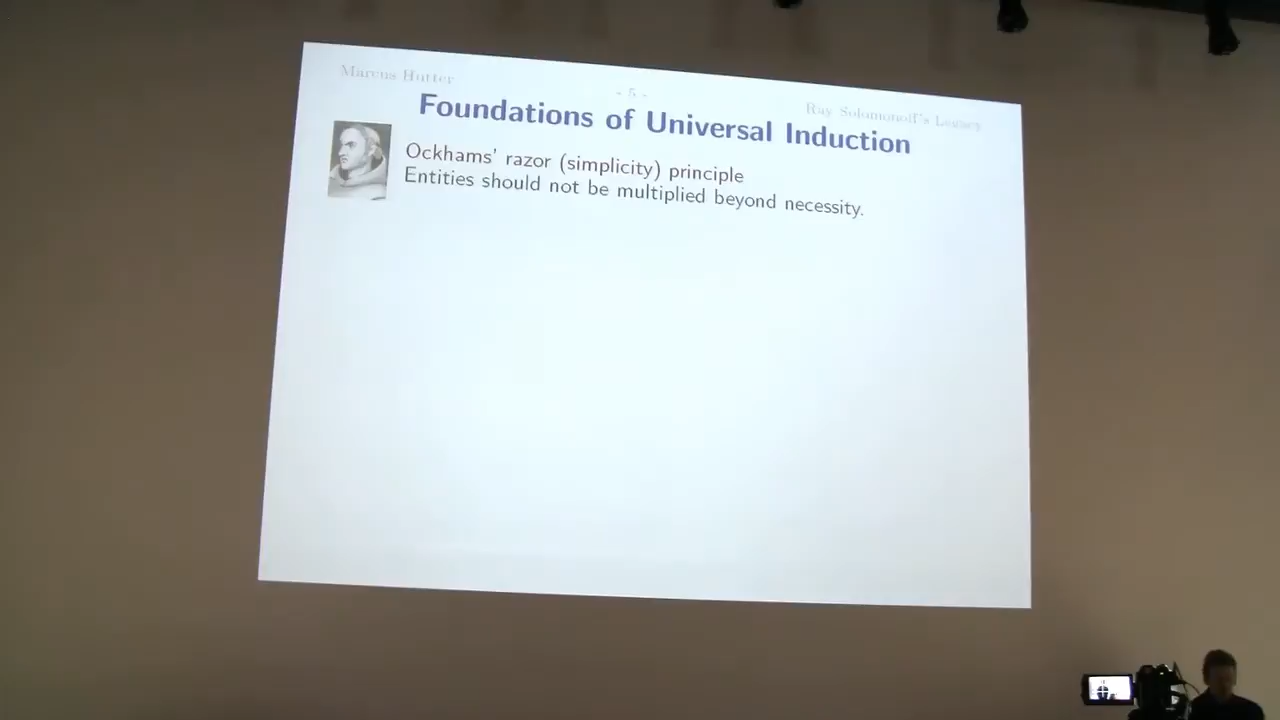 Marcus Hutter
- 5 -
Ray Solomonoff's Legacy
Foundations of Universal Induction
Ockhams' razor (simplicity) principle
Entities should not be multiplied beyond necessity.